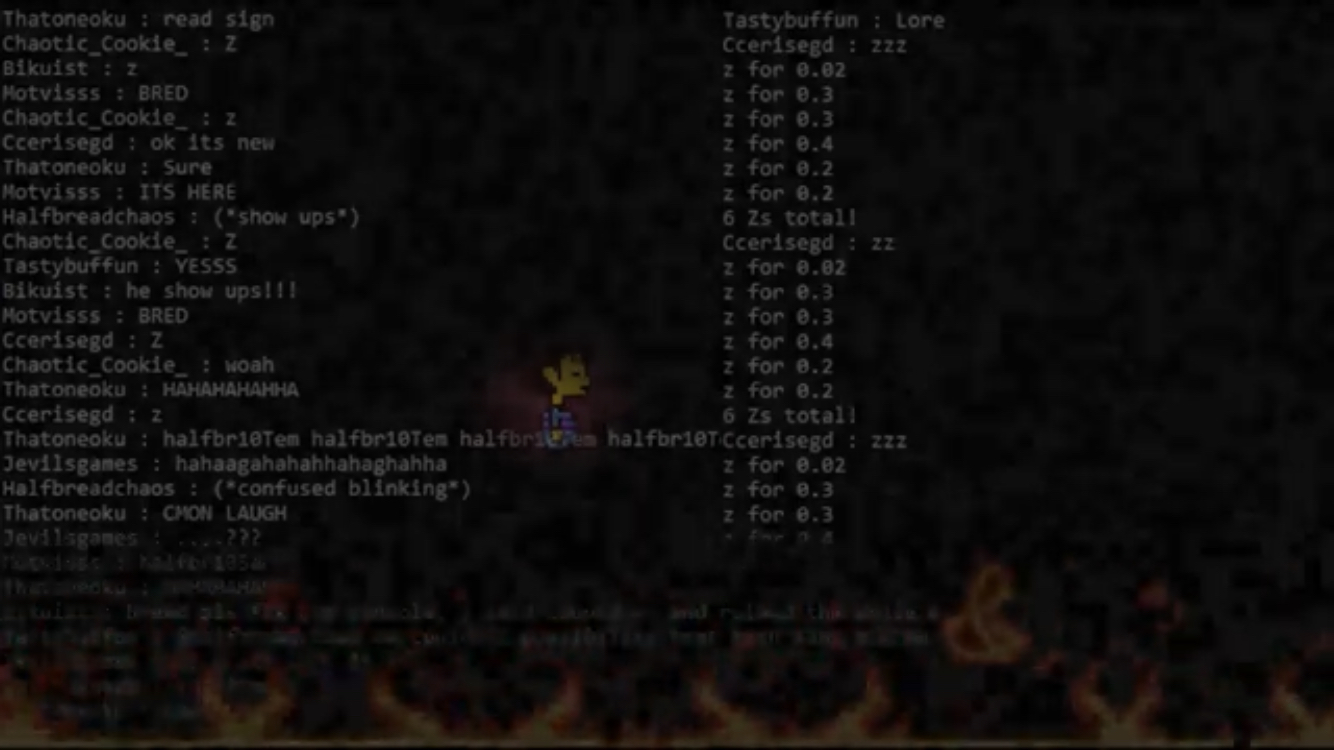 Thatoneoku : read sign
Chaotic_Cookie_ : Z
Bikuist : z
Motvisss : BRED
Chaotic_Cookie_ : z
Ccerisegd : ok its new
Thatoneoku : Sure
Motvisss : ITS HERE
Halfbreadchaos : (*show ups*)
Chaotic_Cookie_ : Z
Tastybuffun : YESSS
Bikuist : he show ups!!!
Motvisss : BRED
Ccerisegd : Z
Chaotic_Cookie_ : woah
Thatoneoku : HAHAHAHAHHA
Ccerisegd : z
Thatoneoku : halfbr10Tem halfbr10Tem halfbr10Tem halfbr10T
Jevilsgames : hahaagahahahhahaghahha
Halfbreadchaos : (*confused blinking*)
Thatoneoku : CMON LAUGH
Jevilsgames : ....???
Tastybuffun : Lore
Ccerisegd : zzz
z for 0.02
z for 0.3
z for 0.3
z for 0.4
z for 0.2
z for 0.2
6 Zs total!
Ccerisegd : zz
z for 0.02
z for 0.3
z for 0.3
z for 0.4
z for 0.2
z for 0.2
6 Zs total!
Ccerisegd : zzz
z for 0.02
z for 0.3
z for 0.3